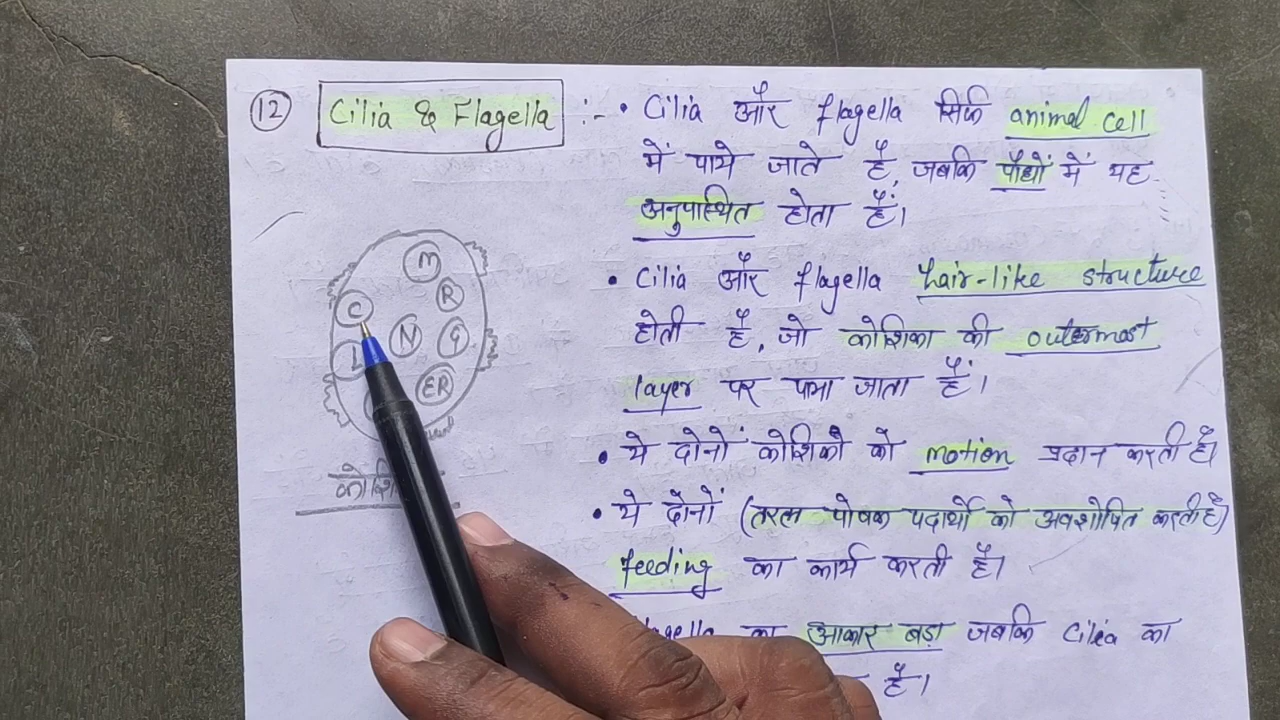 12 Cilia & Flagella :- • Cilia और flagella सिर्फ animal cell
में पाये जाते है, जबकि पौधों में यह
अनुपास्थित होता हैं।
• Cilia और flagella hair-like structure
होती है, जो कोशिका की outermost
layer पर पाया जाता हैं।
• ये दोनों कोशिको को motion प्रदान करती है।
• ये दोनों (तरल पोषक पदार्थो को अवशोषित करती है)
feeding का कार्य करती है।
का आकार बड़ा जबकि Cilia का
है।
M
R
C
N
G
L
ER